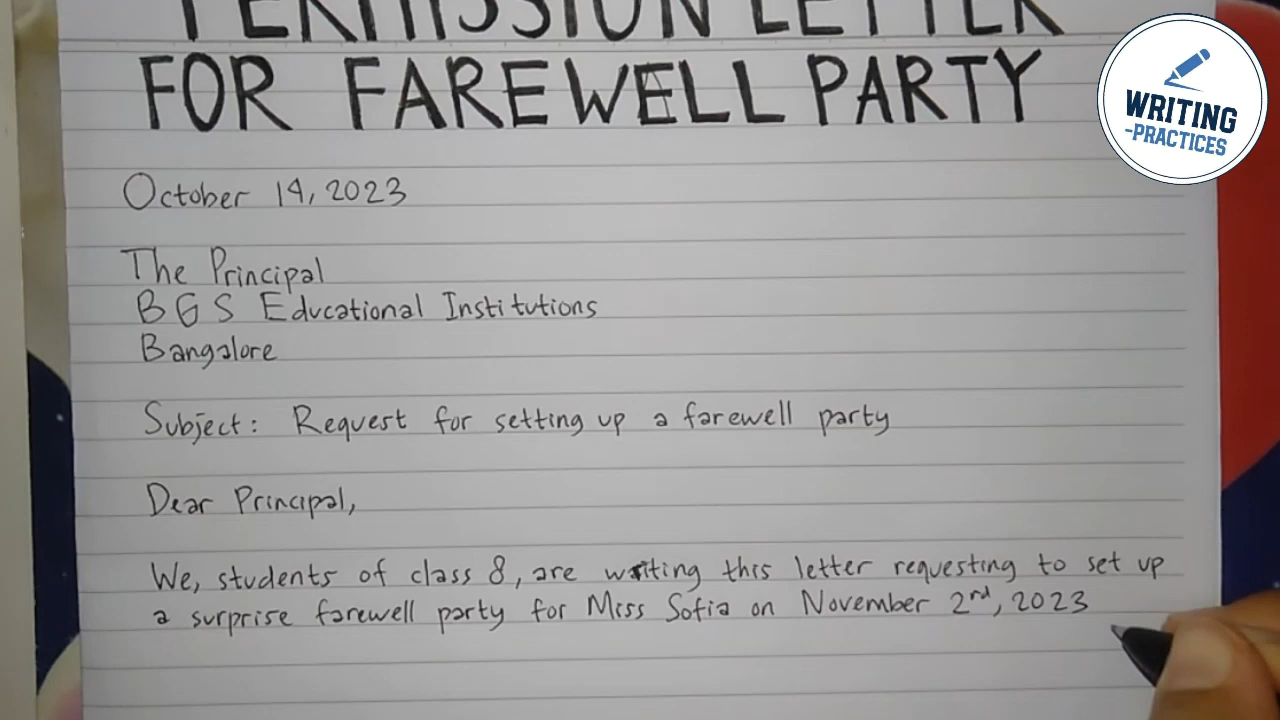 PERMISSION LETTER
FOR FAREWELL PARTY
WRITING
-PRACTICES
October 14, 2023
The Principal
BGS Educational Institutions
Bangalore
Subject: Request for setting up a farewell party
Dear Principal,
We, students of class 8, are writing this letter requesting to set up
a surprise farewell party for Miss Sofia on November 2nd, 2023